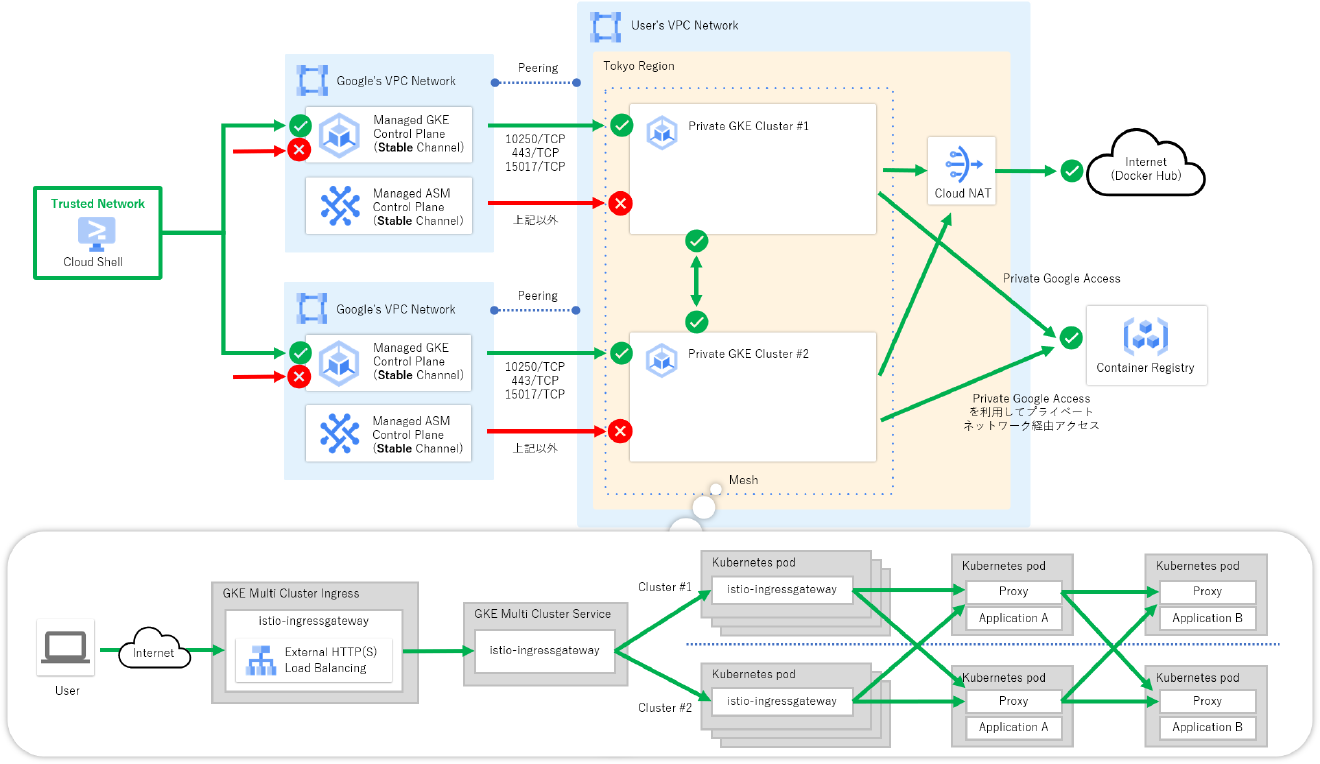 User's VPC Network
Tokyo Region
Peering
Google's VPC Network
Managed GKE
Control Plane
(Stable Channel)
Managed ASM
Control Plane
(Stable Channel)
10250/TCP
443/TCP
15017/TCP
上記以外
Private GKE Cluster #1
Cloud NAT
Internet
(Docker Hub)
Trusted Network
Cloud Shell
Private Google Access
Peering
Google's VPC Network
Managed GKE
Control Plane
(Stable Channel)
Managed ASM
Control Plane
(Stable Channel)
10250/TCP
443/TCP
15017/TCP
上記以外
Private GKE Cluster #2
Container Registry
Private Google Access
を利用してプライベート
ネットワーク経由アクセス
Mesh
User
Internet
GKE Multi Cluster Ingress
istio-ingressgateway
External HTTP(S)
Load Balancing
GKE Multi Cluster Service
istio-ingressgateway
Cluster #1
Kubernetes pod
istio-ingressgateway
Kubernetes pod
Proxy
Application A
Kubernetes pod
Proxy
Application B
Cluster #2
Kubernetes pod
istio-ingressgateway
Kubernetes pod
Proxy
Application A
Kubernetes pod
Proxy
Application B